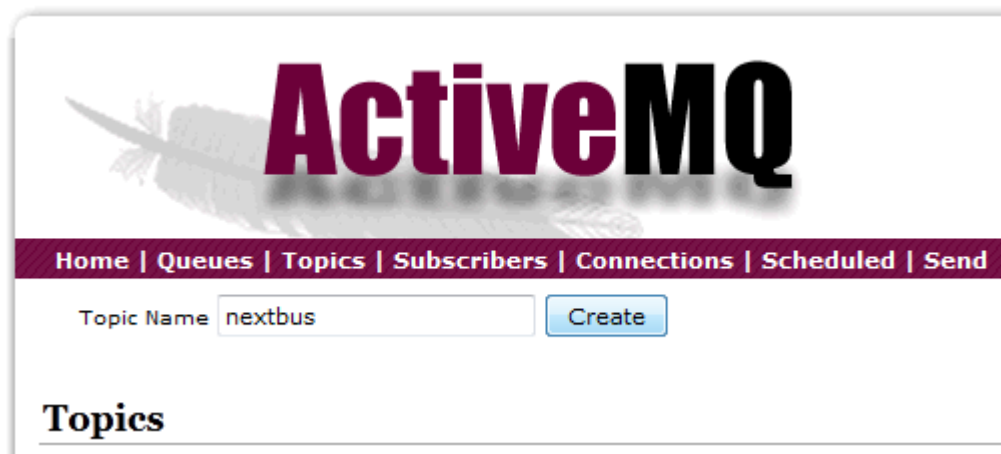 ActiveMQ
Home | Queues | Topics | Subscribers | Connections | Scheduled | Send
Topic Name nextbus Create
Topics